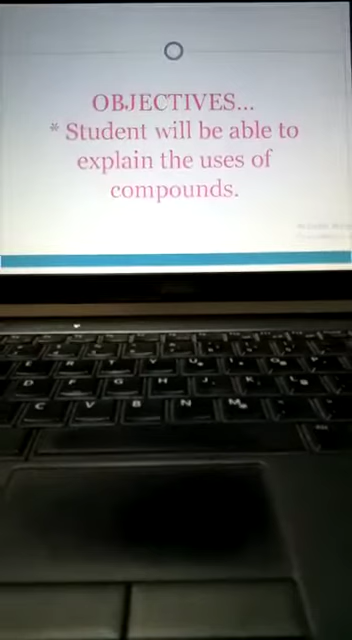 OBJECTIVES...
* Student will be able to
explain the uses of
compounds.
E R T Y U I O P
D F G H J K L
C V B N M